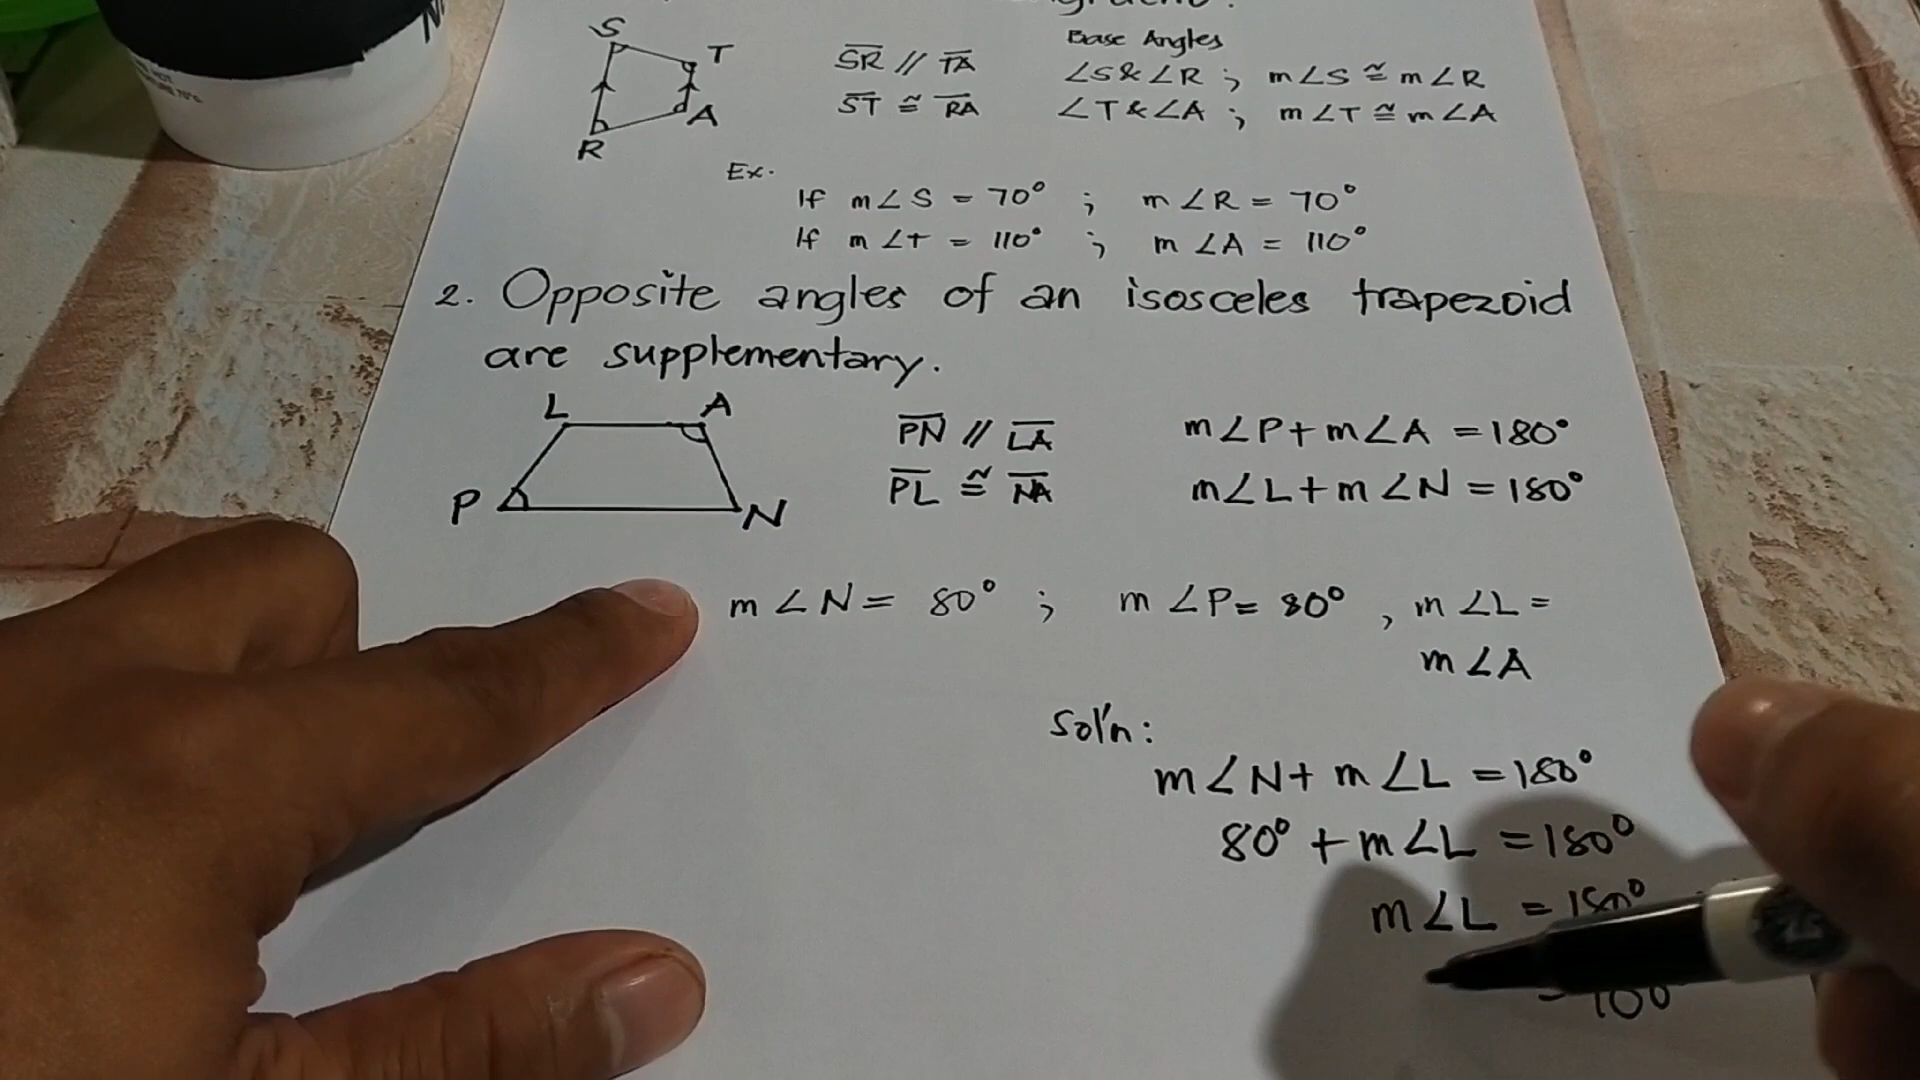 S
T
A
R
SR // TA
ST ≅ RA
Base Angles
∠S & ∠R ; m∠S ≅ m∠R
∠T & ∠A ; m∠T ≅ m∠A
Ex.
If m∠S = 70° ; m∠R = 70°
If m∠t = 110° ; m∠A = 110°
2. Opposite angles of an isosceles trapezoid
are supplementary.
L A
P N
PN // LA
PL ≅ NA
m∠P + m∠A = 180°
m∠L + m∠N = 180°
m∠N = 80° ; m∠P = 80° , m∠L =
m∠A
Sol'n:
m∠N + m∠L = 180°
80° + m∠L = 180°
m∠L = 180°
= 100